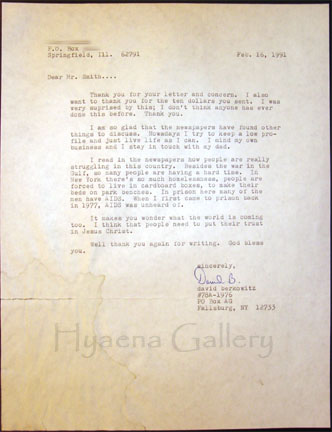 P.O. Box
Springfield, Ill. 62791 Feb. 16, 1991
Dear Mr. Smith....
Thank you for your letter and concern. I also
want to thank you for the ten dollars you sent. I was
very surprised by this; I don't think anyone has ever
done this before. Thank you.
I am so glad that the newspapers have found other
things to discuss. Nowadays I try to keep a low pro-
file and just live life as I can. I mind my own
business and I stay in touch with my dad.
I read in the newspapers how people are really
struggling in this country. Besides the war in the
Gulf, so many people are having a hard time. In
New York there's so much homelessness, people are
forced to live in cardboard boxes, to make their
beds on park benches. In prison here many of the
men have AIDS. When I first came to prison back
in 1977, AIDS was unheard of.
It makes you wonder what the world is coming
too. I think that people need to put their trust
in Jesus Christ.
Well thank you again for writing. God bless
you.
sincerely,
David B.
david berkowitz
#78A-1976
PO Box AG
Fallsburg, NY 12733
Hyaena Gallery